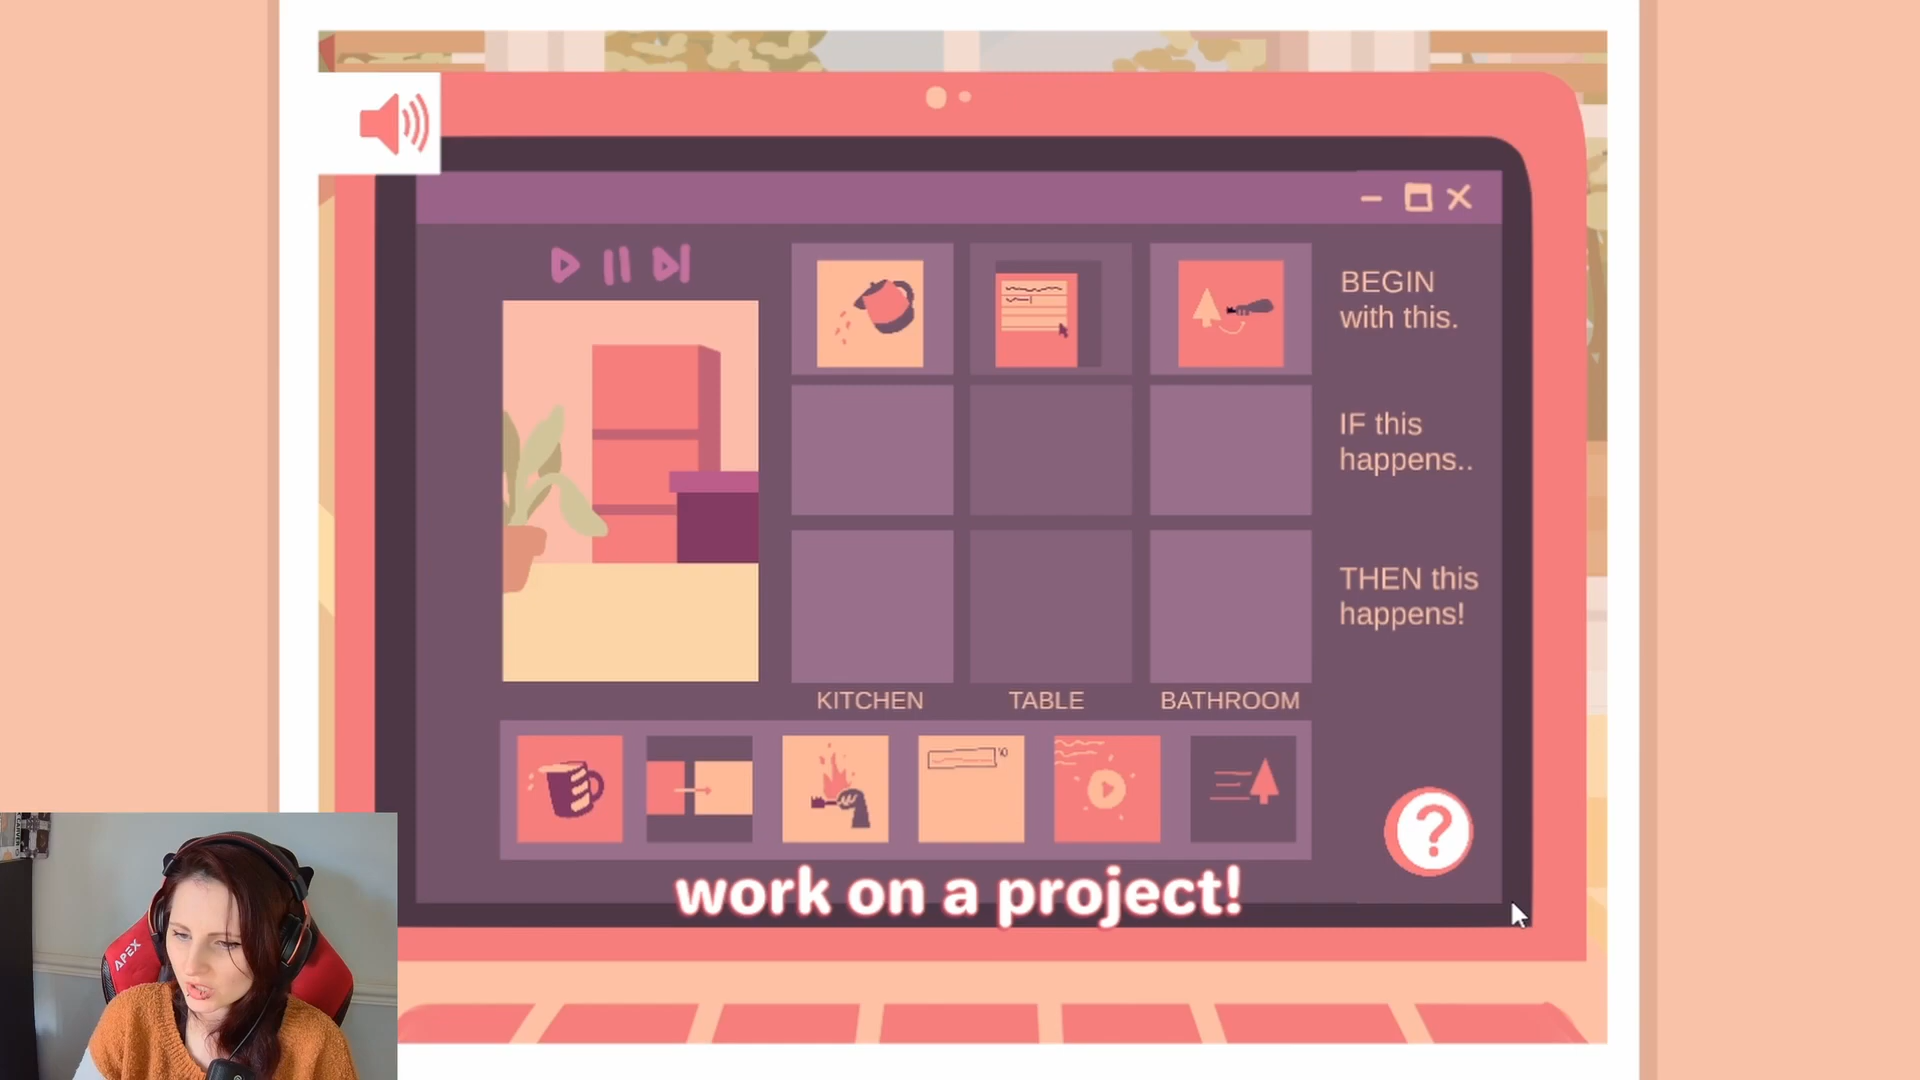 BEGIN
with this.
IF this
happens..
THEN this
happens!
KITCHEN TABLE BATHROOM
?
work on a project!
APEX